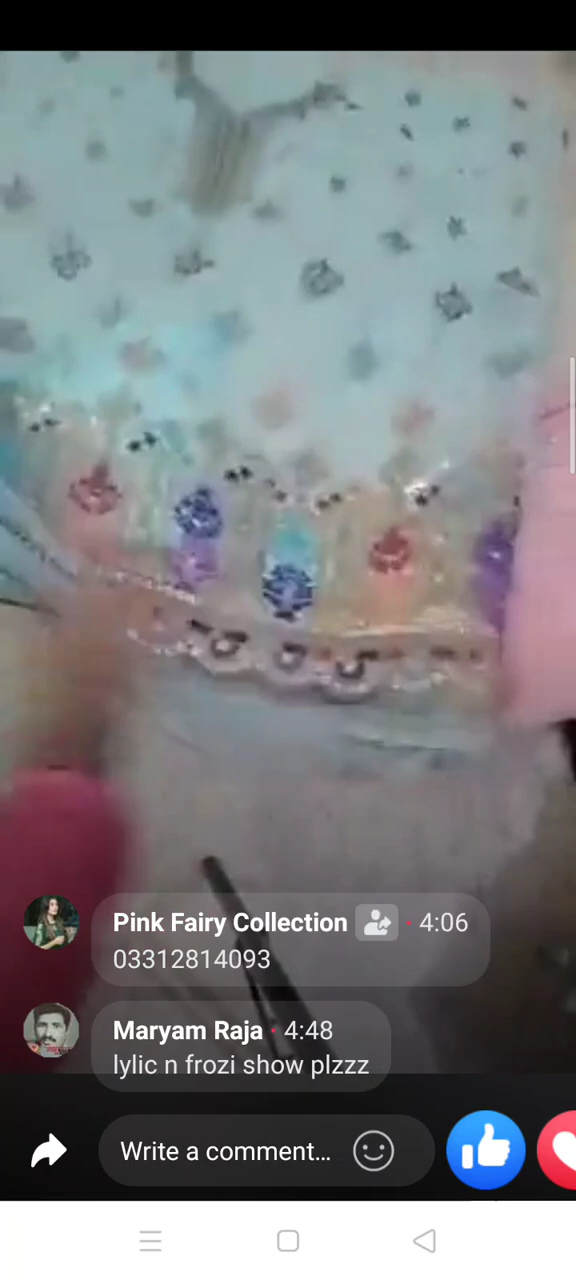 Pink Fairy Collection · 4:06
03312814093
Maryam Raja · 4:48
lylic n frozi show plzzz
Write a comment...